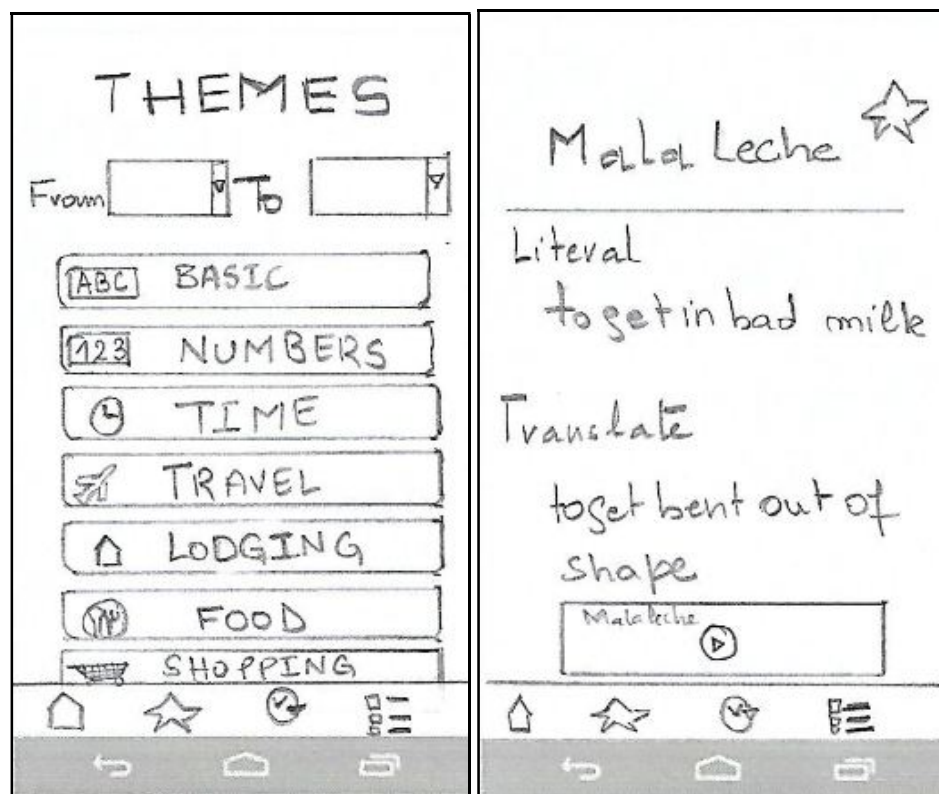 THEMES
From To
ABC BASIC
123 NUMBERS
TIME
TRAVEL
LODGING
FOOD
SHOPPING
Mala Leche
Literal
to get in bad milk
Translate
to get bent out of
shape
Mala leche